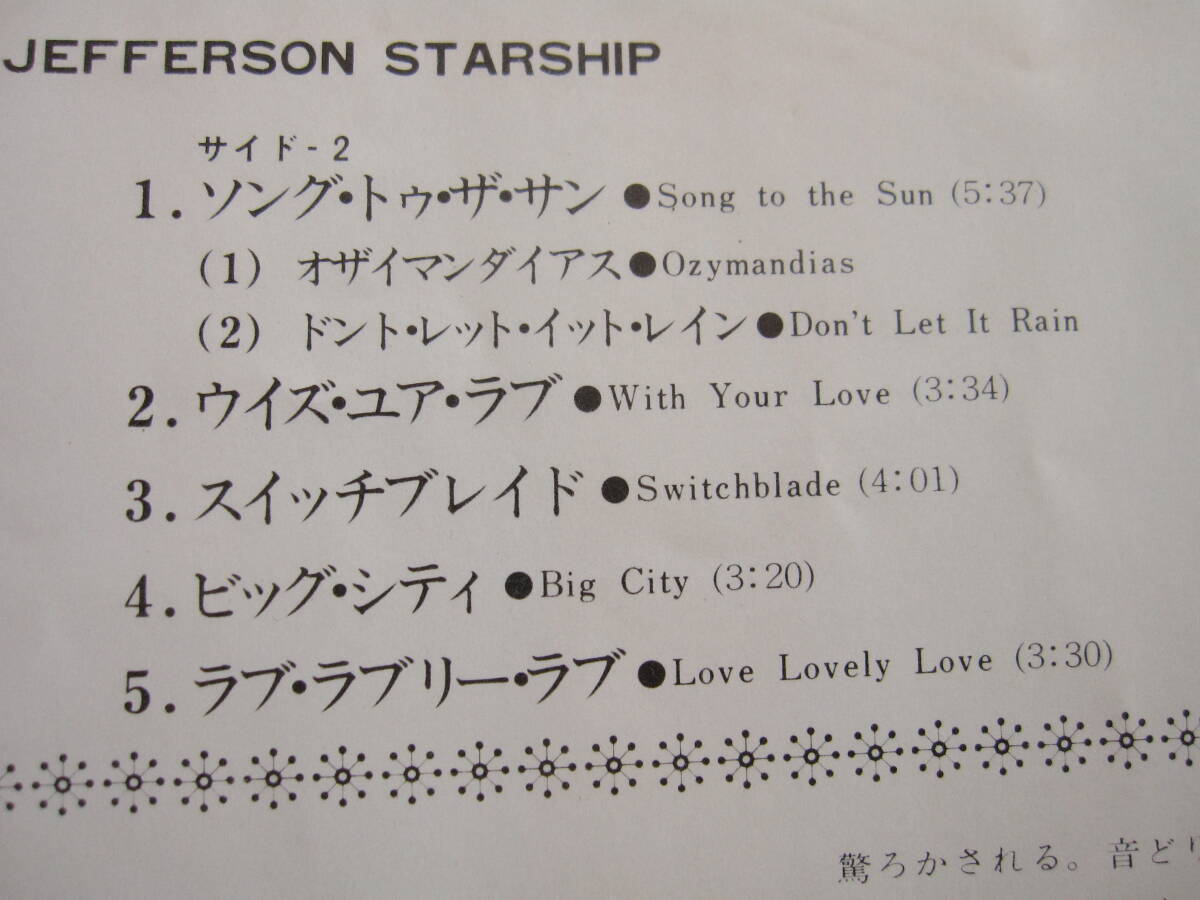 JEFFERSON STARSHIP
サイド-2
1. ソング・トゥ・ザ・サン ●Song to the Sun (5:37)
(1) オザイマンダイアス●Ozymandias
(2) ドント・レット・イット・レイン●Don't Let It Rain
2. ウイズ・ユア・ラブ ●With Your Love (3:34)
3. スイッチブレイド ●Switchblade (4:01)
4. ビッグ・シティ ●Big City (3:20)
5. ラブ・ラブリー・ラブ ●Love Lovely Love (3:30)
驚ろかされる。音ど